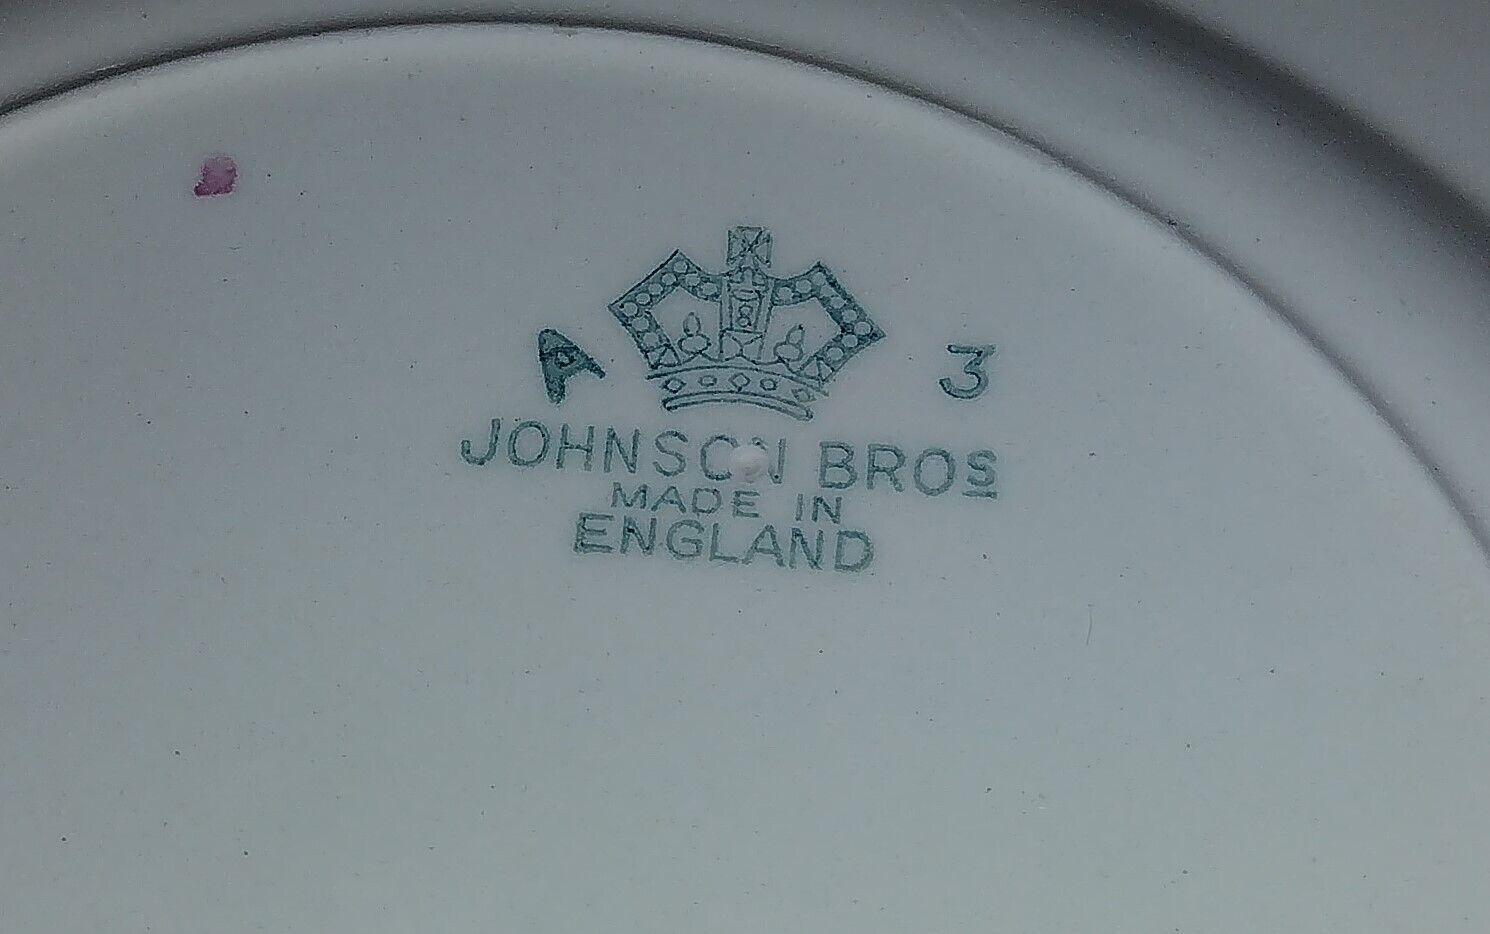 A 3
JOHNSON BROS
MADE IN
ENGLAND